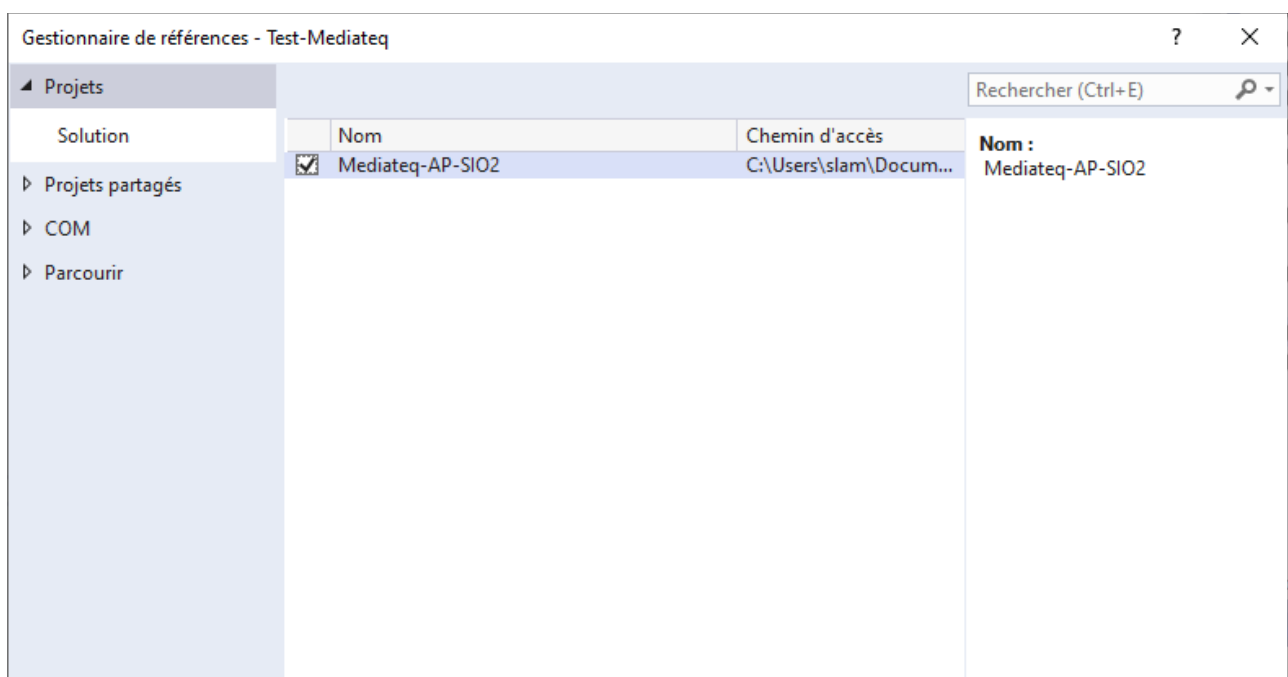 Gestionnaire de références - Test-Mediateq
?
Projets
Rechercher (Ctrl+E)
Solution
Nom
Chemin d'accès
Nom :
Mediateq-AP-SIO2
C:\Users\slam\Docum...
Mediateq-AP-SIO2
Projets partagés
COM
Parcourir